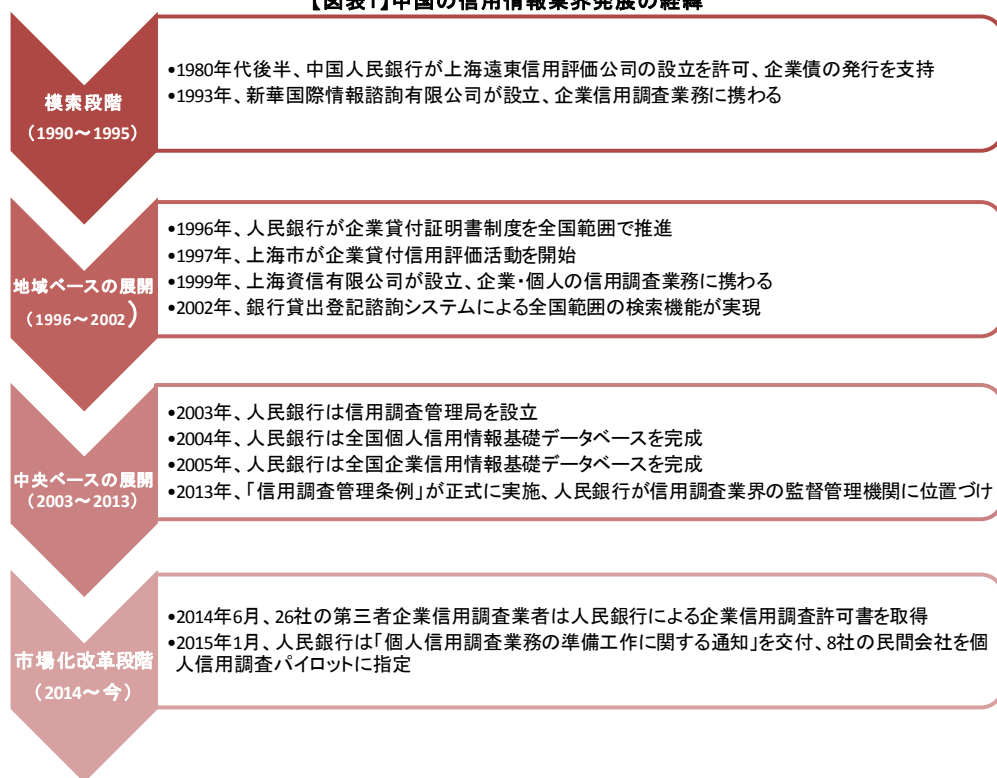 【図表1】中国の信用情報業界発展の経緯
模索段階
（1990～1995）
•1980年代後半、中国人民銀行が上海遠東信用評価公司の設立を許可、企業債の発行を支持
•1993年、新華国際情報諮詢有限公司が設立、企業信用調査業務に携わる
地域ベースの展開
（1996～2002）
•1996年、人民銀行が企業貸付証明書制度を全国範囲で推進
•1997年、上海市が企業貸付信用評価活動を開始
•1999年、上海資信有限公司が設立、企業・個人の信用調査業務に携わる
•2002年、銀行貸出登記諮詢システムによる全国範囲の検索機能が実現
中央ベースの展開
（2003～2013）
•2003年、人民銀行は信用調査管理局を設立
•2004年、人民銀行は全国個人信用情報基礎データベースを完成
•2005年、人民銀行は全国企業信用情報基礎データベースを完成
•2013年、「信用調査管理条例」が正式に実施、人民銀行が信用調査業界の監督管理機関に位置づけ
市場化改革段階
（2014～今）
•2014年6月、26社の第三者企業信用調査業者は人民銀行による企業信用調査許可書を取得
•2015年1月、人民銀行は「個人信用調査業務の準備工作に関する通知」を交付、8社の民間会社を個
人信用調査パイロットに指定